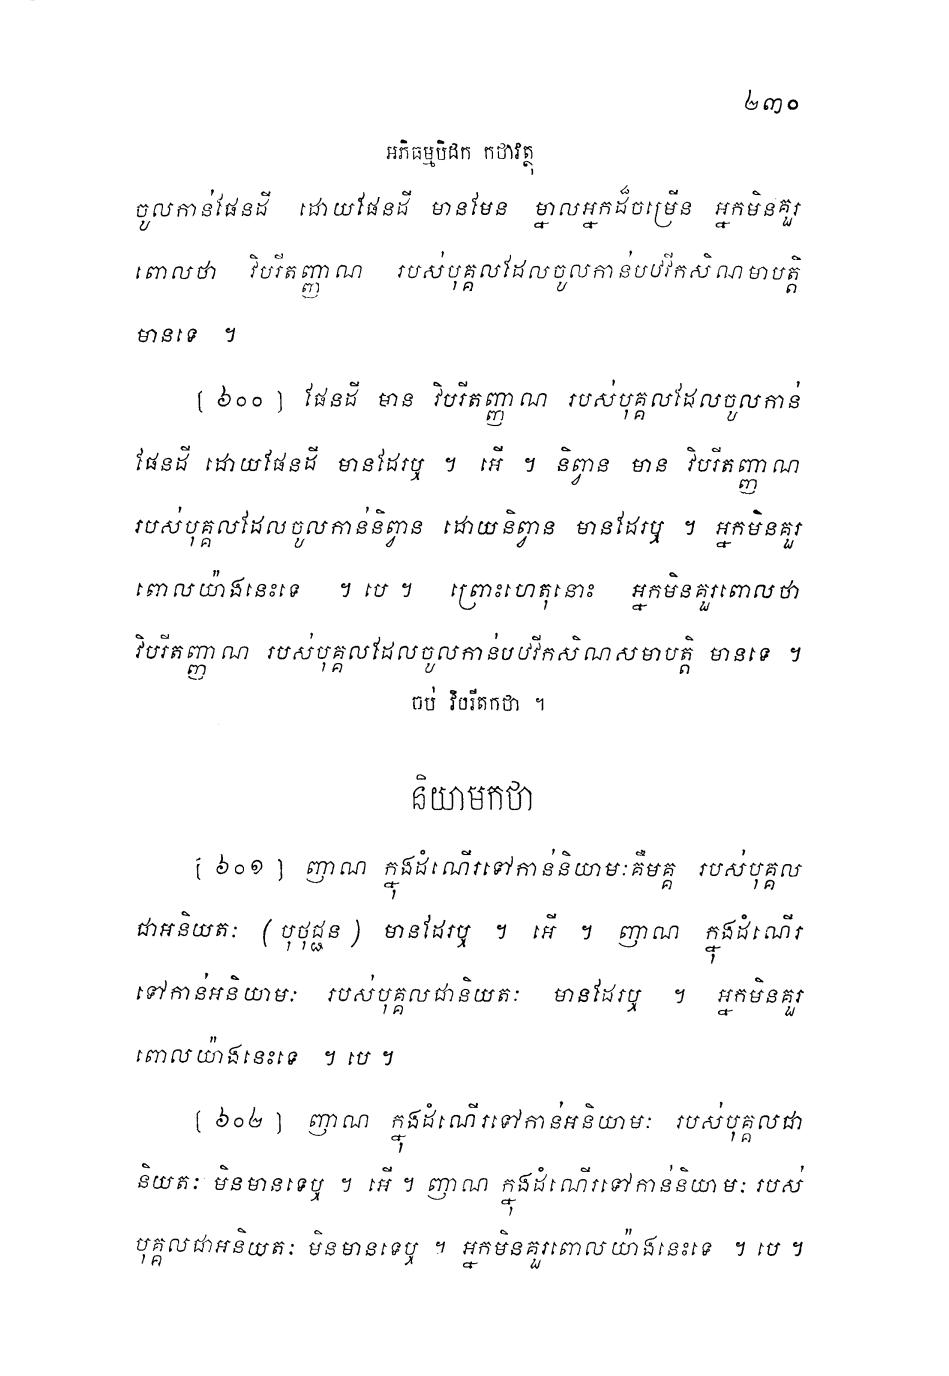 ២៣០
អភិធម្មបិដក កថាវត្ថុ
ចូលកាន់ផែនដី ដោយផែនដី មានមែន ម្នាលអ្នកដ៏ចម្រើន អ្នកមិនគួរ
ពោលថា វិបរីតញ្ញាណ របស់បុគ្គលដែលចូលកាន់បឋវីកសិណមាបត្តិ
មានទេ ។
[ ៦០០ ] ផែនដី មាន វិបរីតញ្ញាណ របស់បុគ្គលដែលចូលកាន់
ផែនដី ដោយផែនដី មានដែរឬ ។ អើ ។ និព្វាន មាន វិបរីតញ្ញាណ
របស់បុគ្គលដែលចូលកាន់និព្វាន ដោយនិព្វាន មានដែរឬ ។ អ្នកមិនគួរ
ពោលយ៉ាងនេះទេ ។ បេ ។ ព្រោះហេតុនោះ អ្នកមិនគួរពោលថា
វិបរីតញ្ញាណ របស់បុគ្គលដែលចូលកាន់បឋវីកសិណសមាបត្តិ មានទេ ។
ចប់ វិបរីតកថា ។
និយាមកថា
[ ៦០១ ] ញាណ ក្នុងដំណើរទៅកាន់និយាមៈគឺមគ្គ របស់បុគ្គល
ជាអនិយតៈ ( បុថុជ្ជន ) មានដែរឬ ។ អើ ។ ញាណ ក្នុងដំណើរ
ទៅកាន់អនិយាមៈ របស់បុគ្គលជានិយតៈ មានដែរឬ ។ អ្នកមិនគួរ
ពោលយ៉ាងនេះទេ ។ បេ ។
[ ៦០២ ] ញាណ ក្នុងដំណើរទៅកាន់អនិយាមៈ របស់បុគ្គលជា
និយតៈ មិនមានទេឬ ។ អើ ។ ញាណ ក្នុងដំណើរទៅកាន់និយាមៈ របស់
បុគ្គលជាអនិយតៈ មិនមានទេឬ ។ អ្នកមិនគួរពោលយ៉ាងនេះទេ ។ បេ ។